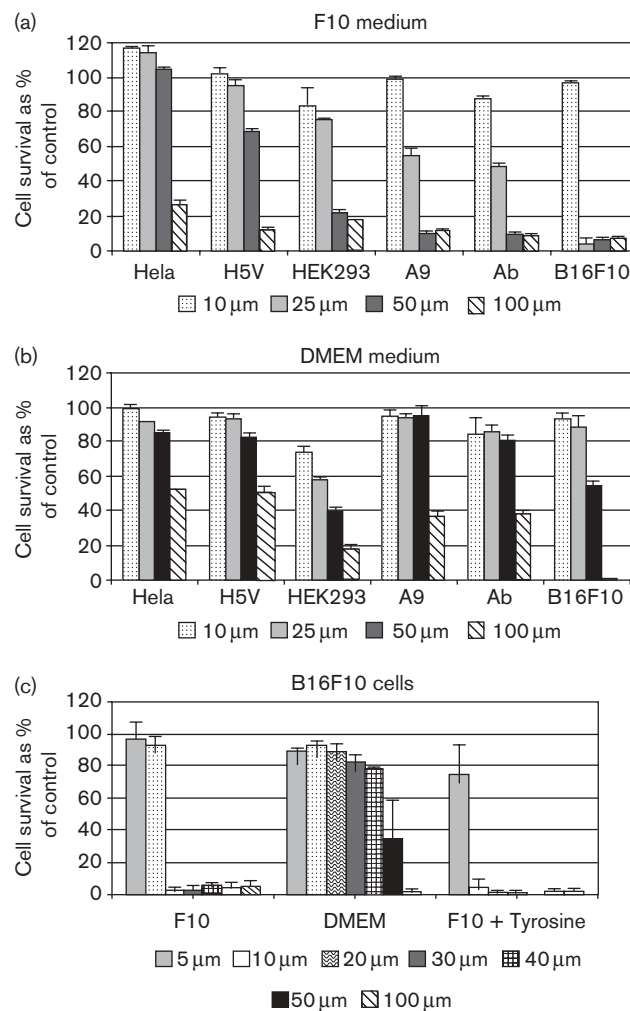 (a)
F10 medium
Cell survival as %
of control
120
100
80
60
40
20
0
Hela H5V HEK293 A9 Ab B16F10
10 μm 25 μm 50 μm 100 μm
(b)
DMEM medium
Cell survival as %
of control
120
100
80
60
40
20
0
Hela H5V HEK293 A9 Ab B16F10
10 μm 25 μm 50 μm 100 μm
(c)
B16F10 cells
Cell survival as %
of control
120
100
80
60
40
20
0
F10 DMEM F10 + Tyrosine
5 μm 10 μm 20 μm 30 μm 40 μm
50 μm 100 μm